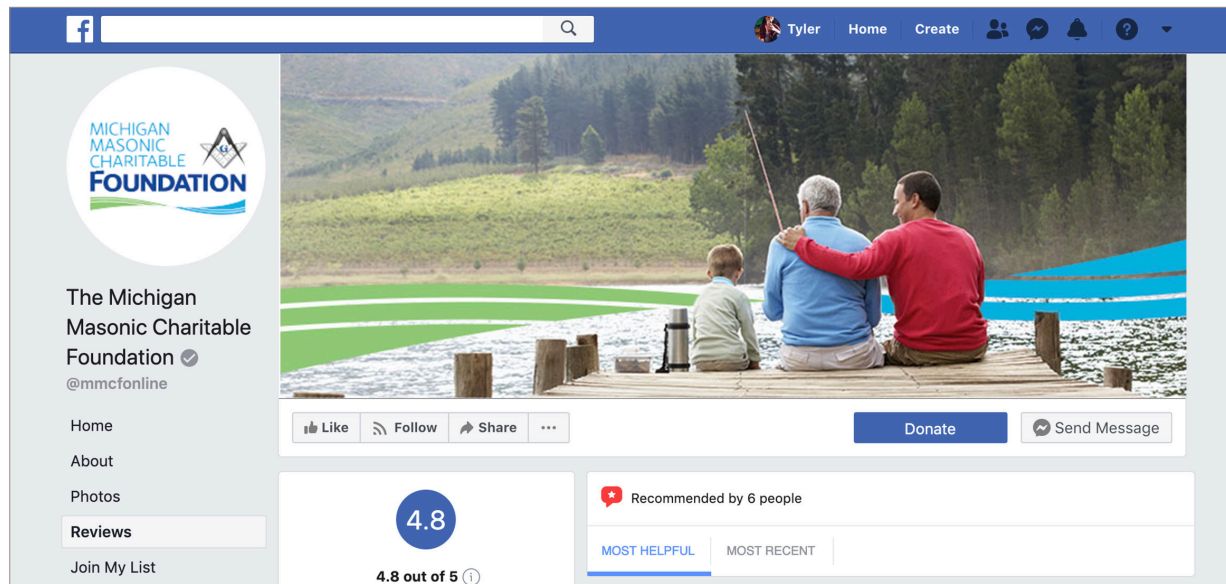 Tyler
Home
Create
MICHIGAN
MASONIC
CHARITABLE
FOUNDATION
G
The Michigan
Masonic Charitable
Foundation
@mmcfonline
Home
About
Photos
Reviews
Join My List
Like
Follow
Share
...
Donate
Send Message
4.8
4.8 out of 5
Recommended by 6 people
MOST HELPFUL
MOST RECENT